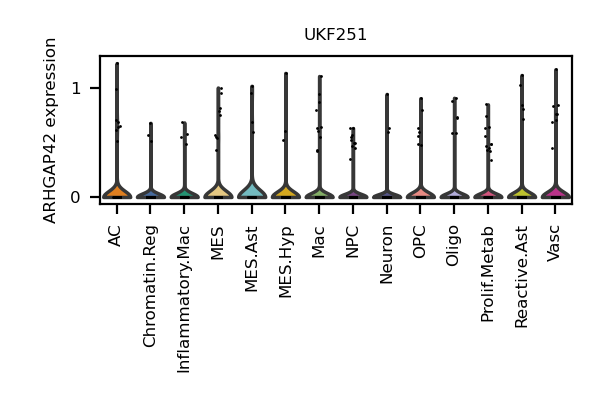 UKF251
ARHGAP42 expression
1
0
AC
Chromatin.Reg
Inflammatory.Mac
MES
MES.Ast
MES.Hyp
Mac
NPC
Neuron
OPC
Oligo
Prolif.Metab
Reactive.Ast
Vasc